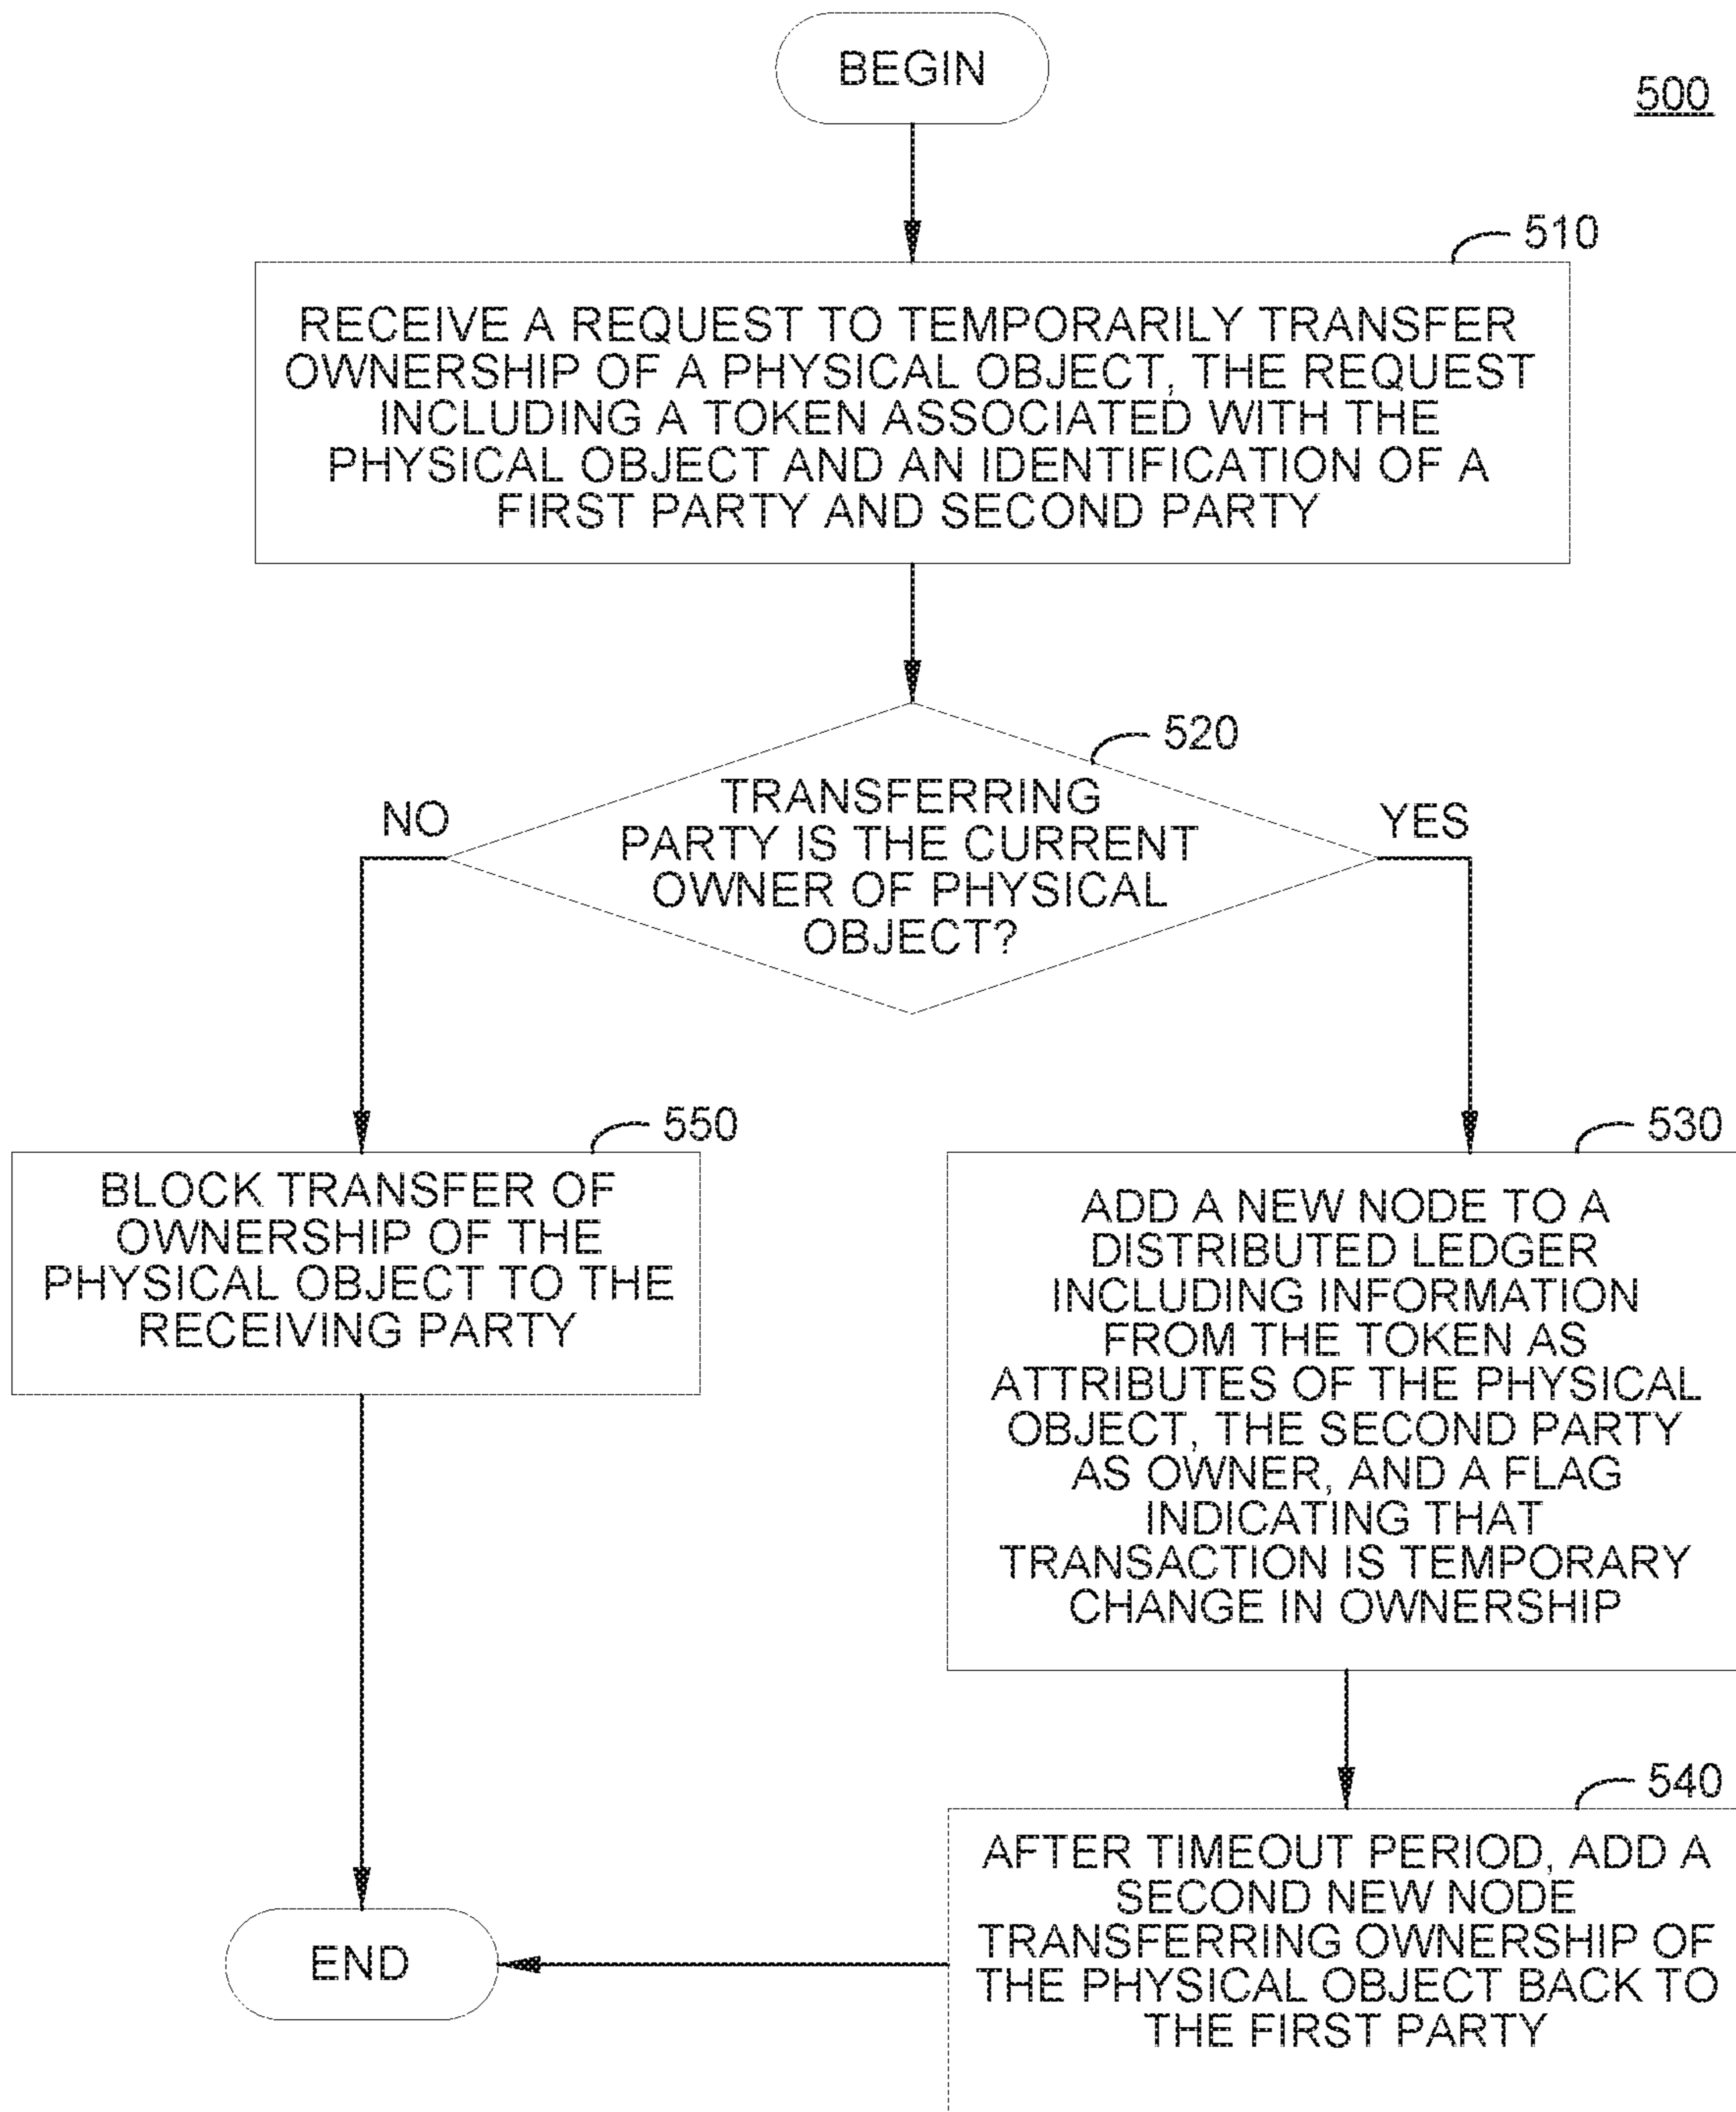 BEGIN
500
510
RECEIVE A REQUEST TO TEMPORARILY TRANSFER
OWNERSHIP OF A PHYSICAL OBJECT, THE REQUEST
INCLUDING A TOKEN ASSOCIATED WITH THE
PHYSICAL OBJECT AND AN IDENTIFICATION OF A
FIRST PARTY AND SECOND PARTY
520
TRANSFERRING
PARTY IS THE CURRENT
OWNER OF PHYSICAL
OBJECT?
NO
YES
550
BLOCK TRANSFER OF
OWNERSHIP OF THE
PHYSICAL OBJECT TO THE
RECEIVING PARTY
530
ADD A NEW NODE TO A
DISTRIBUTED LEDGER
INCLUDING INFORMATION
FROM THE TOKEN AS
ATTRIBUTES OF THE PHYSICAL
OBJECT, THE SECOND PARTY
AS OWNER, AND A FLAG
INDICATING THAT
TRANSACTION IS TEMPORARY
CHANGE IN OWNERSHIP
540
AFTER TIMEOUT PERIOD, ADD A
SECOND NEW NODE
TRANSFERRING OWNERSHIP OF
THE PHYSICAL OBJECT BACK TO
THE FIRST PARTY
END